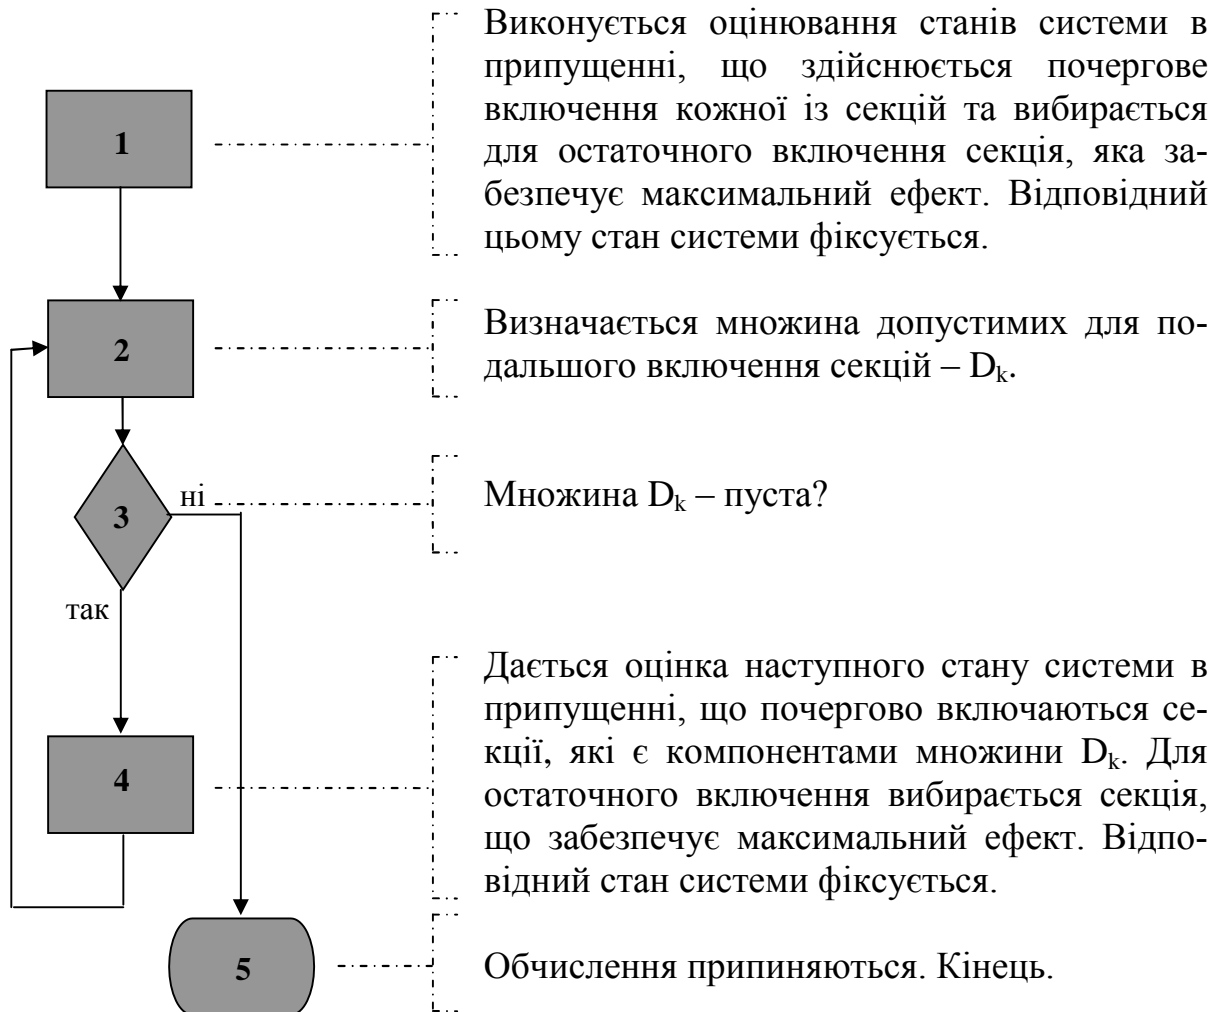 Виконується оцінювання станів системи в
припущенні, що здійснюється почергове
включення кожної із секцій та вибирається
для остаточного включення секція, яка за-
безпечує максимальний ефект. Відповідний
цьому стан системи фіксується.
1
Визначається множина допустимих для по-
дальшого включення секцій – Dk.
2
Множина Dk – пуста?
ні
3
так
Дається оцінка наступного стану системи в
припущенні, що почергово включаються се-
кції, які є компонентами множини Dk. Для
остаточного включення вибирається секція,
що забезпечує максимальний ефект. Відпо-
відний стан системи фіксується.
4
Обчислення припиняються. Кінець.
5